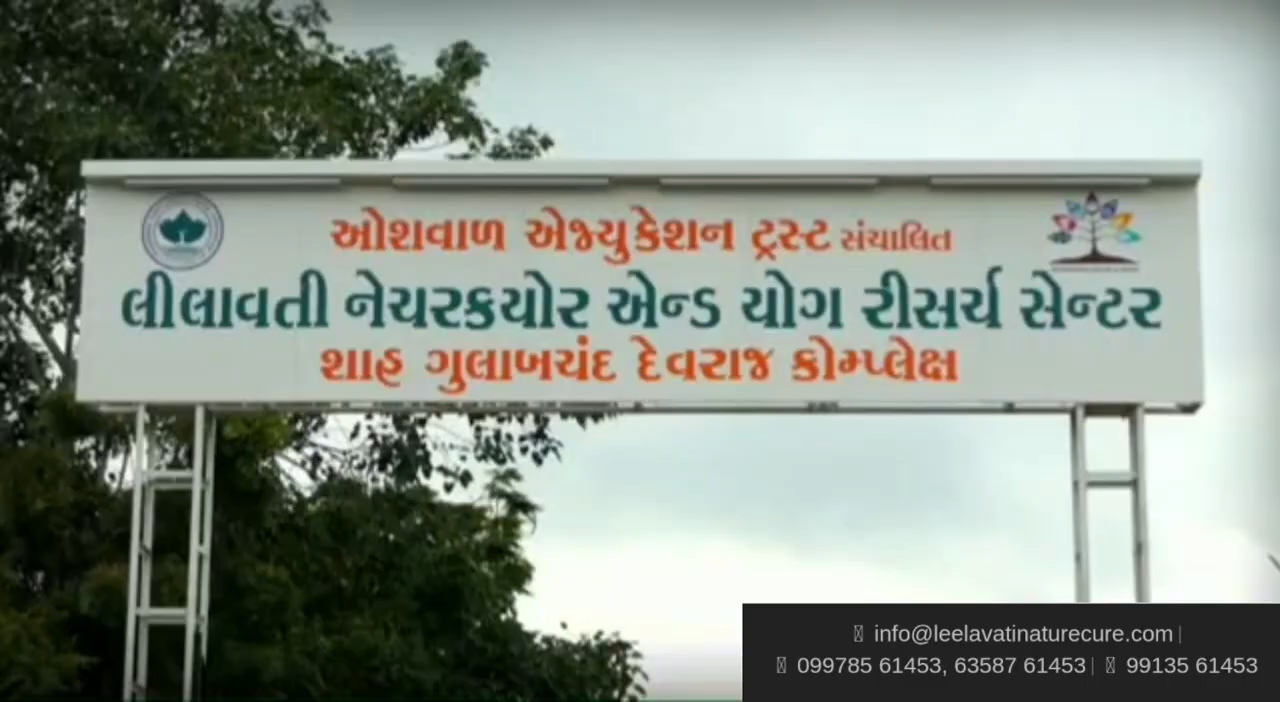 ઓશવાળ એજ્યુકેશન ટ્રસ્ટ સંચાલિત
લીલાવતી નેચરક્યોર એન્ડ યોગ રીસર્ચ સેન્ટર
શાહ ગુલાબચંદ દેવરાજ કોમ્પ્લેક્ષ
info@leelavatinaturecure.com |
099785 61453, 63587 61453 | 99135 61453